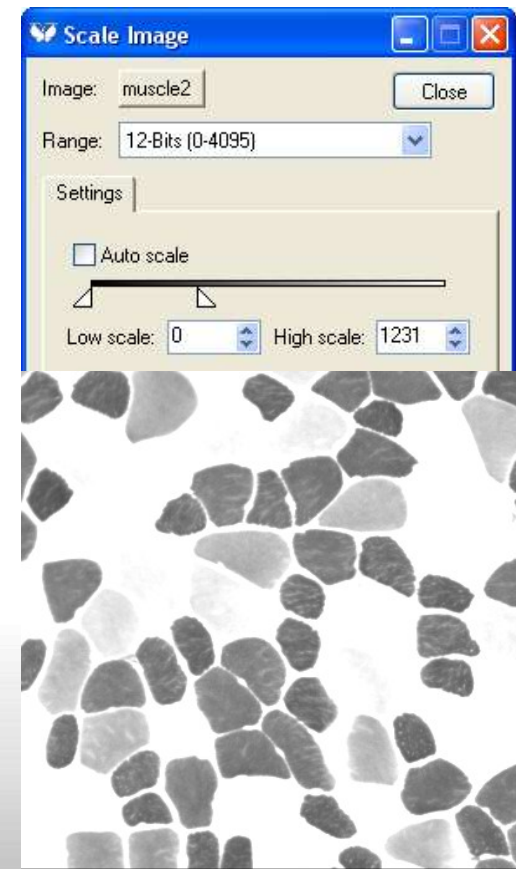 Scale Image
Image: muscle2 Close
Range: 12-Bits (0-4095)
Settings
Auto scale
Low scale: 0 High scale: 1231